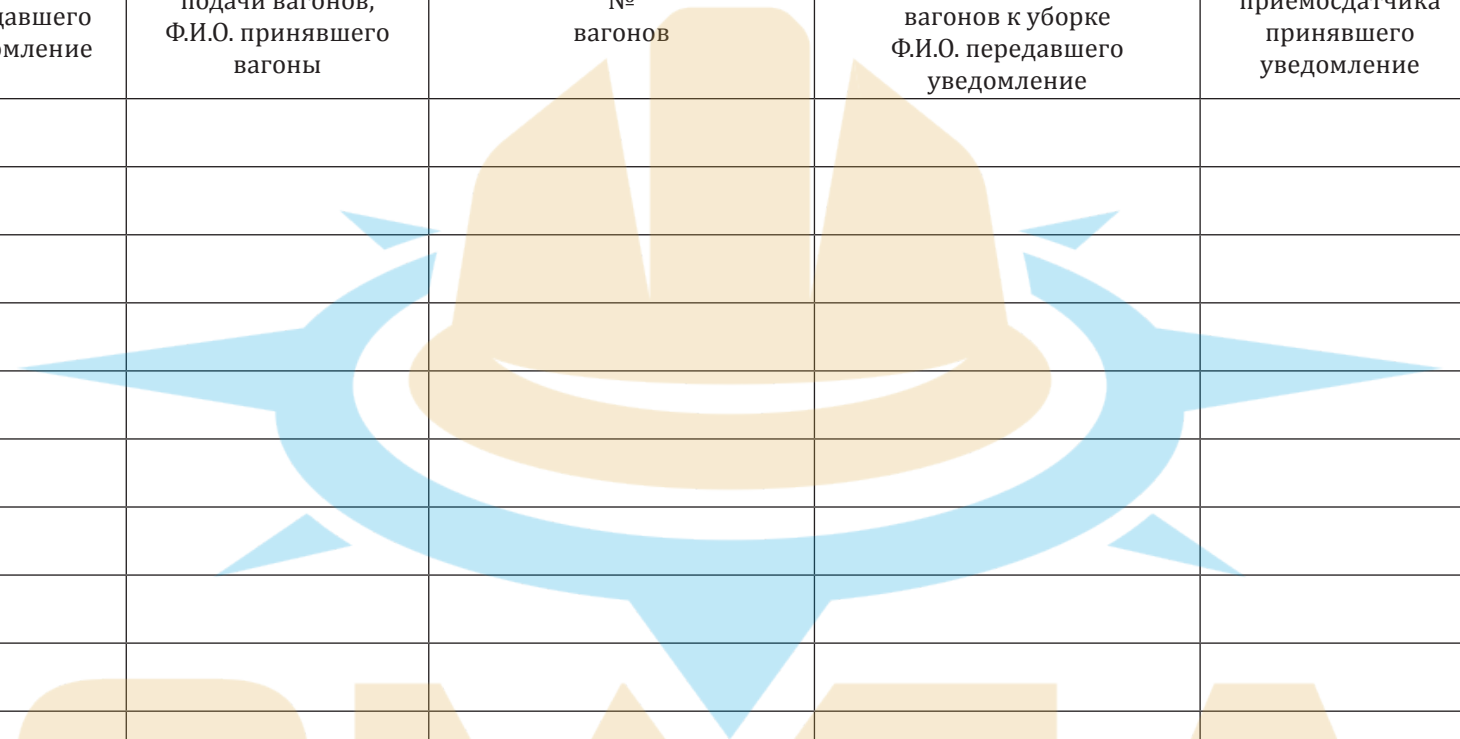 давшего
омление
подачи вагонов,
Ф.И.О. принявшего
вагоны
№
вагонов
вагонов к уборке
Ф.И.О. передавшего
уведомление
приемосдатчика
принявшего
уведомление